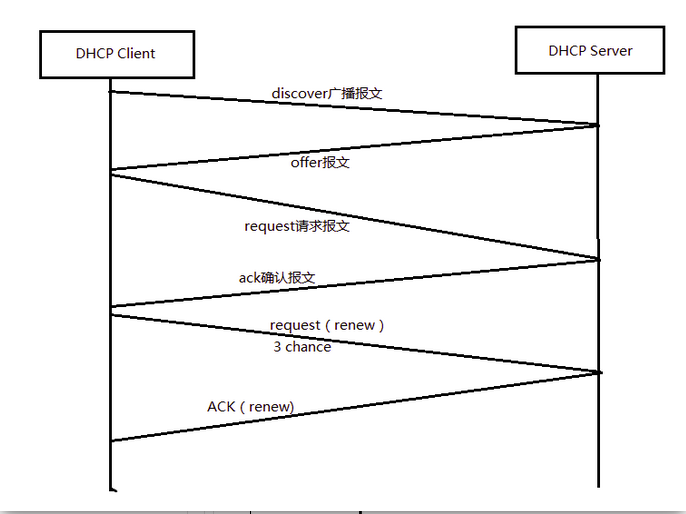 DHCP Client
DHCP Server
discover广播报文
offer报文
request请求报文
ack确认报文
request（renew）
3 chance
ACK（renew)